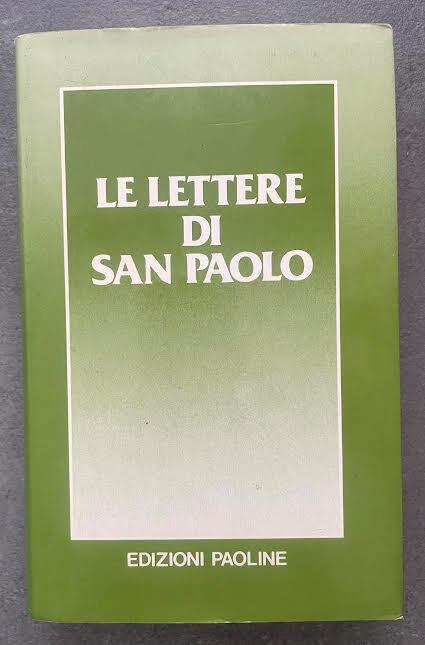 LE LETTERE
DI
SAN PAOLO
EDIZIONI PAOLINE